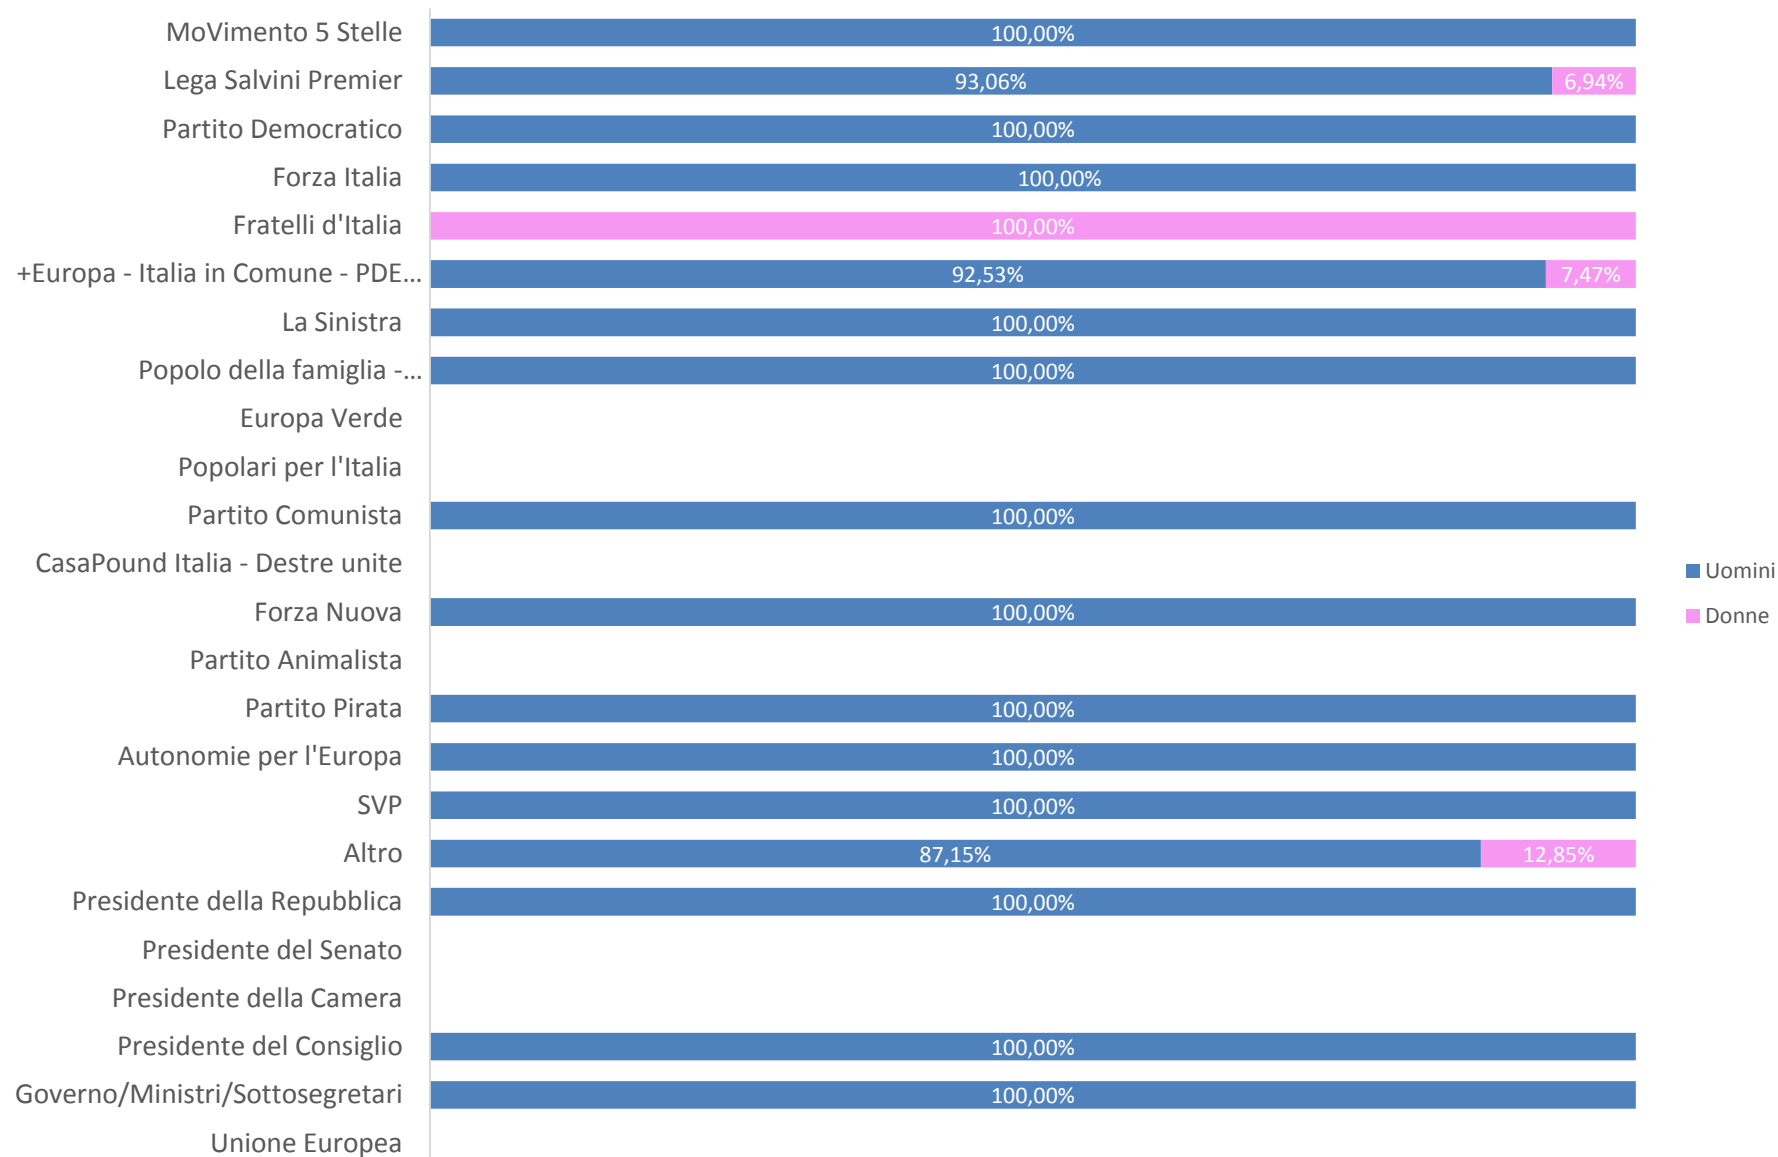 MoVimento 5 Stelle 100,00%
Lega Salvini Premier 93,06% 6,94%
Partito Democratico 100,00%
Forza Italia 100,00%
Fratelli d'Italia 100,00%
+Europa - Italia in Comune - PDE... 92,53% 7,47%
La Sinistra 100,00%
Popolo della famiglia -... 100,00%
Europa Verde
Popolari per l'Italia
Partito Comunista 100,00%
CasaPound Italia - Destre unite
Uomini
Forza Nuova 100,00%
Donne
Partito Animalista
Partito Pirata 100,00%
Autonomie per l'Europa 100,00%
SVP 100,00%
Altro 87,15% 12,85%
Presidente della Repubblica 100,00%
Presidente del Senato
Presidente della Camera
Presidente del Consiglio 100,00%
Governo/Ministri/Sottosegretari 100,00%
Unione Europea